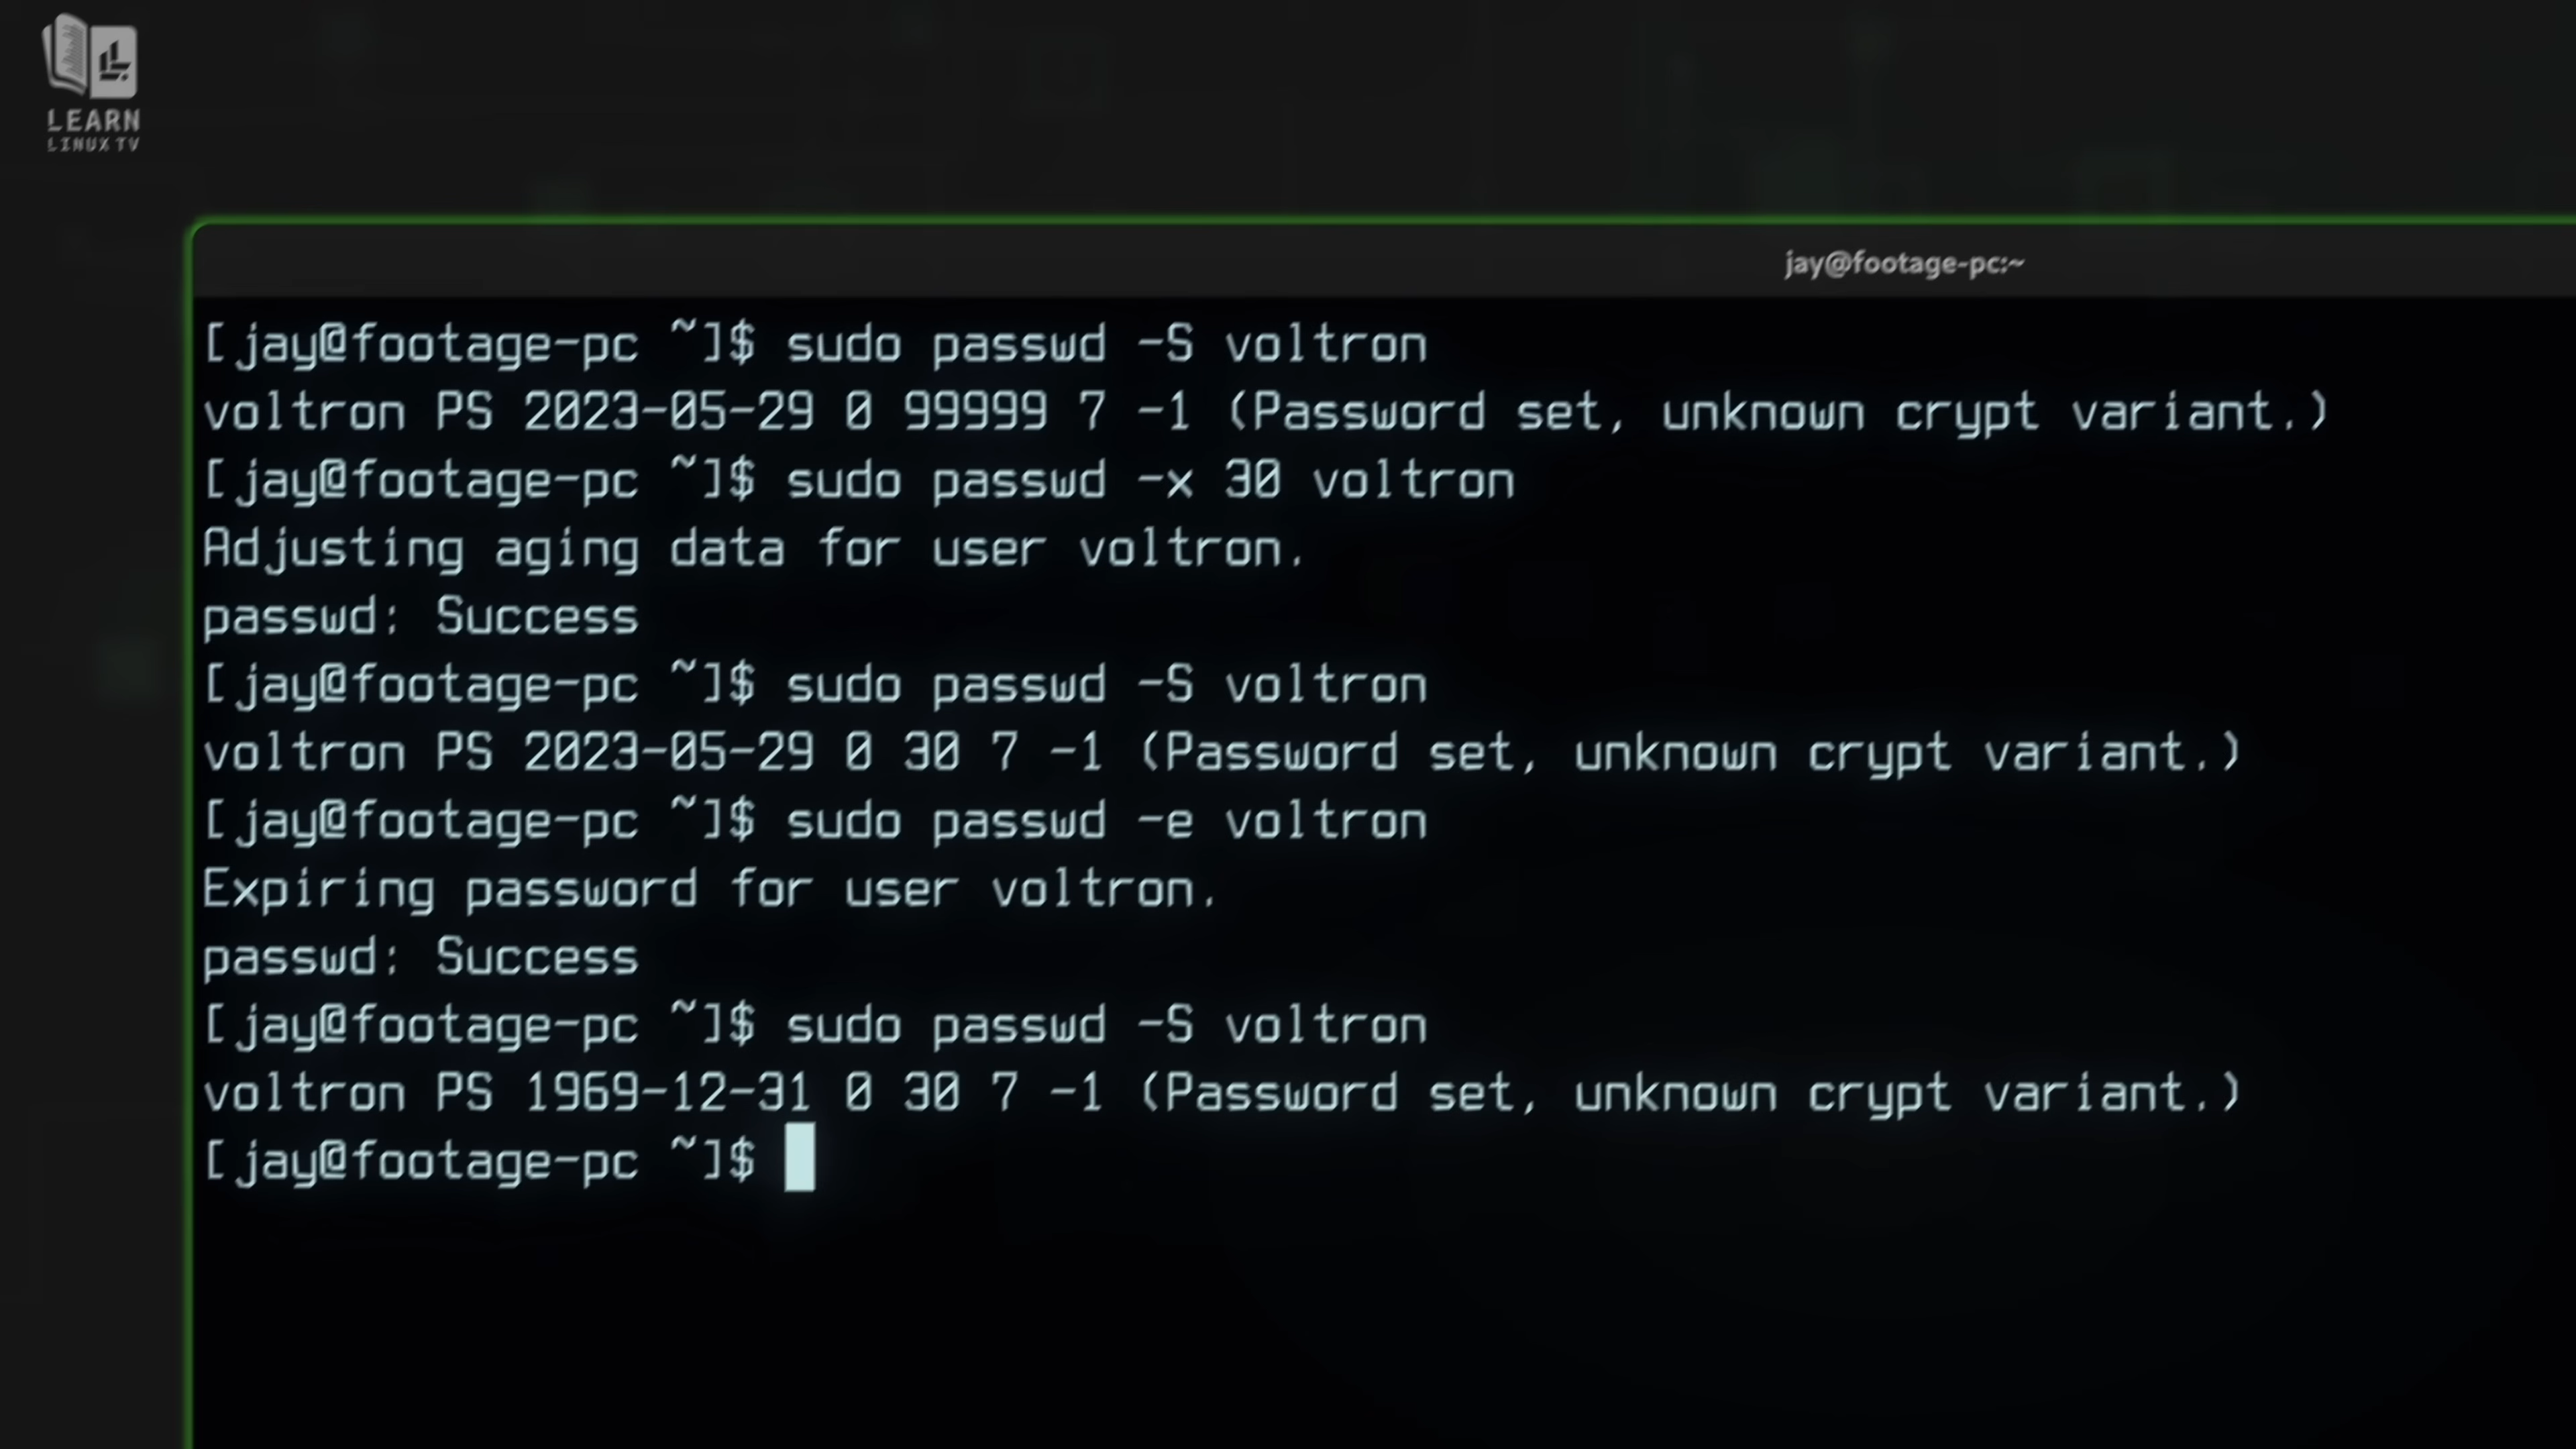 LEARN
LINUX TV
jay@footage-pc:~
[jay@footage-pc ~]$ sudo passwd -S voltron
voltron PS 2023-05-29 0 99999 7 -1 (Password set, unknown crypt variant.)
[jay@footage-pc ~]$ sudo passwd -x 30 voltron
Adjusting aging data for user voltron.
passwd: Success
[jay@footage-pc ~]$ sudo passwd -S voltron
voltron PS 2023-05-29 0 30 7 -1 (Password set, unknown crypt variant.)
[jay@footage-pc ~]$ sudo passwd -e voltron
Expiring password for user voltron.
passwd: Success
[jay@footage-pc ~]$ sudo passwd -S voltron
voltron PS 1969-12-31 0 30 7 -1 (Password set, unknown crypt variant.)
[jay@footage-pc ~]$